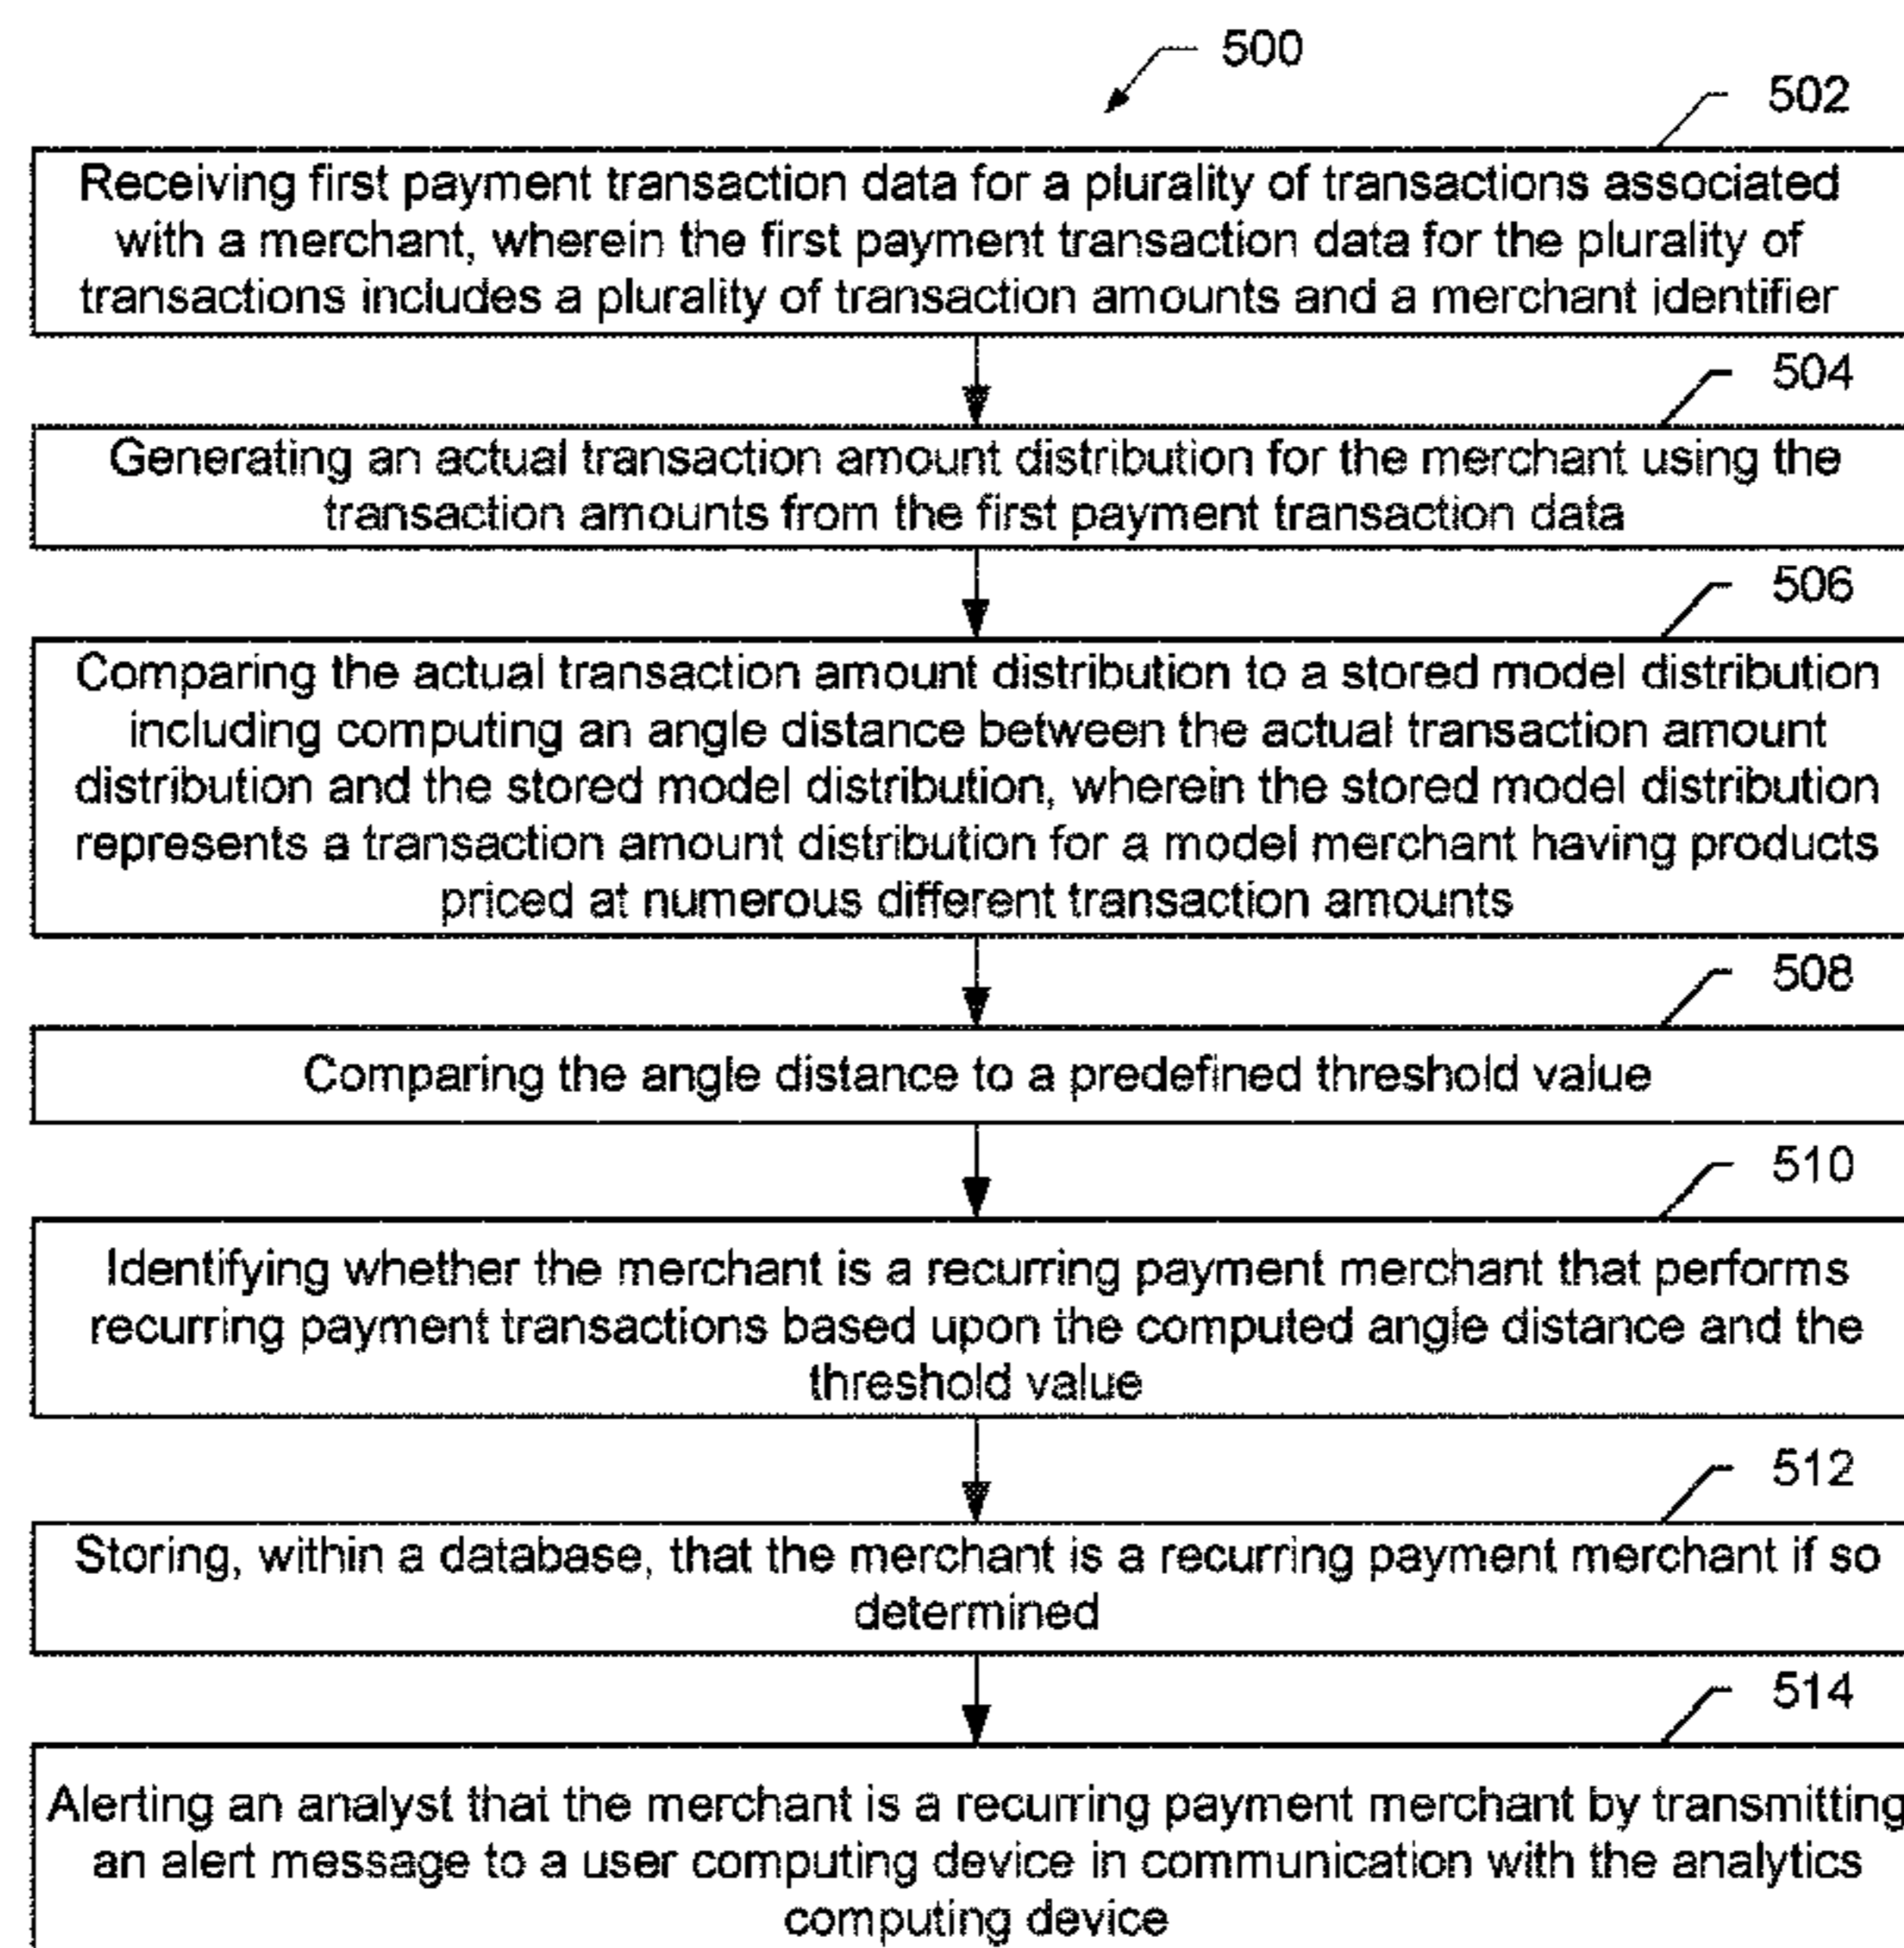 500
502
Receiving first payment transaction data for a plurality of transactions associated
with a merchant, wherein the first payment transaction data for the plurality of
transactions includes a plurality of transaction amounts and a merchant identifier
504
Generating an actual transaction amount distribution for the merchant using the
transaction amounts from the first payment transaction data
506
Comparing the actual transaction amount distribution to a stored model distribution
including computing an angle distance between the actual transaction amount
distribution and the stored model distribution, wherein the stored model distribution
represents a transaction amount distribution for a model merchant having products
priced at numerous different transaction amounts
508
Comparing the angle distance to a predefined threshold value
510
Identifying whether the merchant is a recurring payment merchant that performs
recurring payment transactions based upon the computed angle distance and the
threshold value
512
Storing, within a database, that the merchant is a recurring payment merchant if so
determined
514
Alerting an analyst that the merchant is a recurring payment merchant by transmitting
an alert message to a user computing device in communication with the analytics
computing device